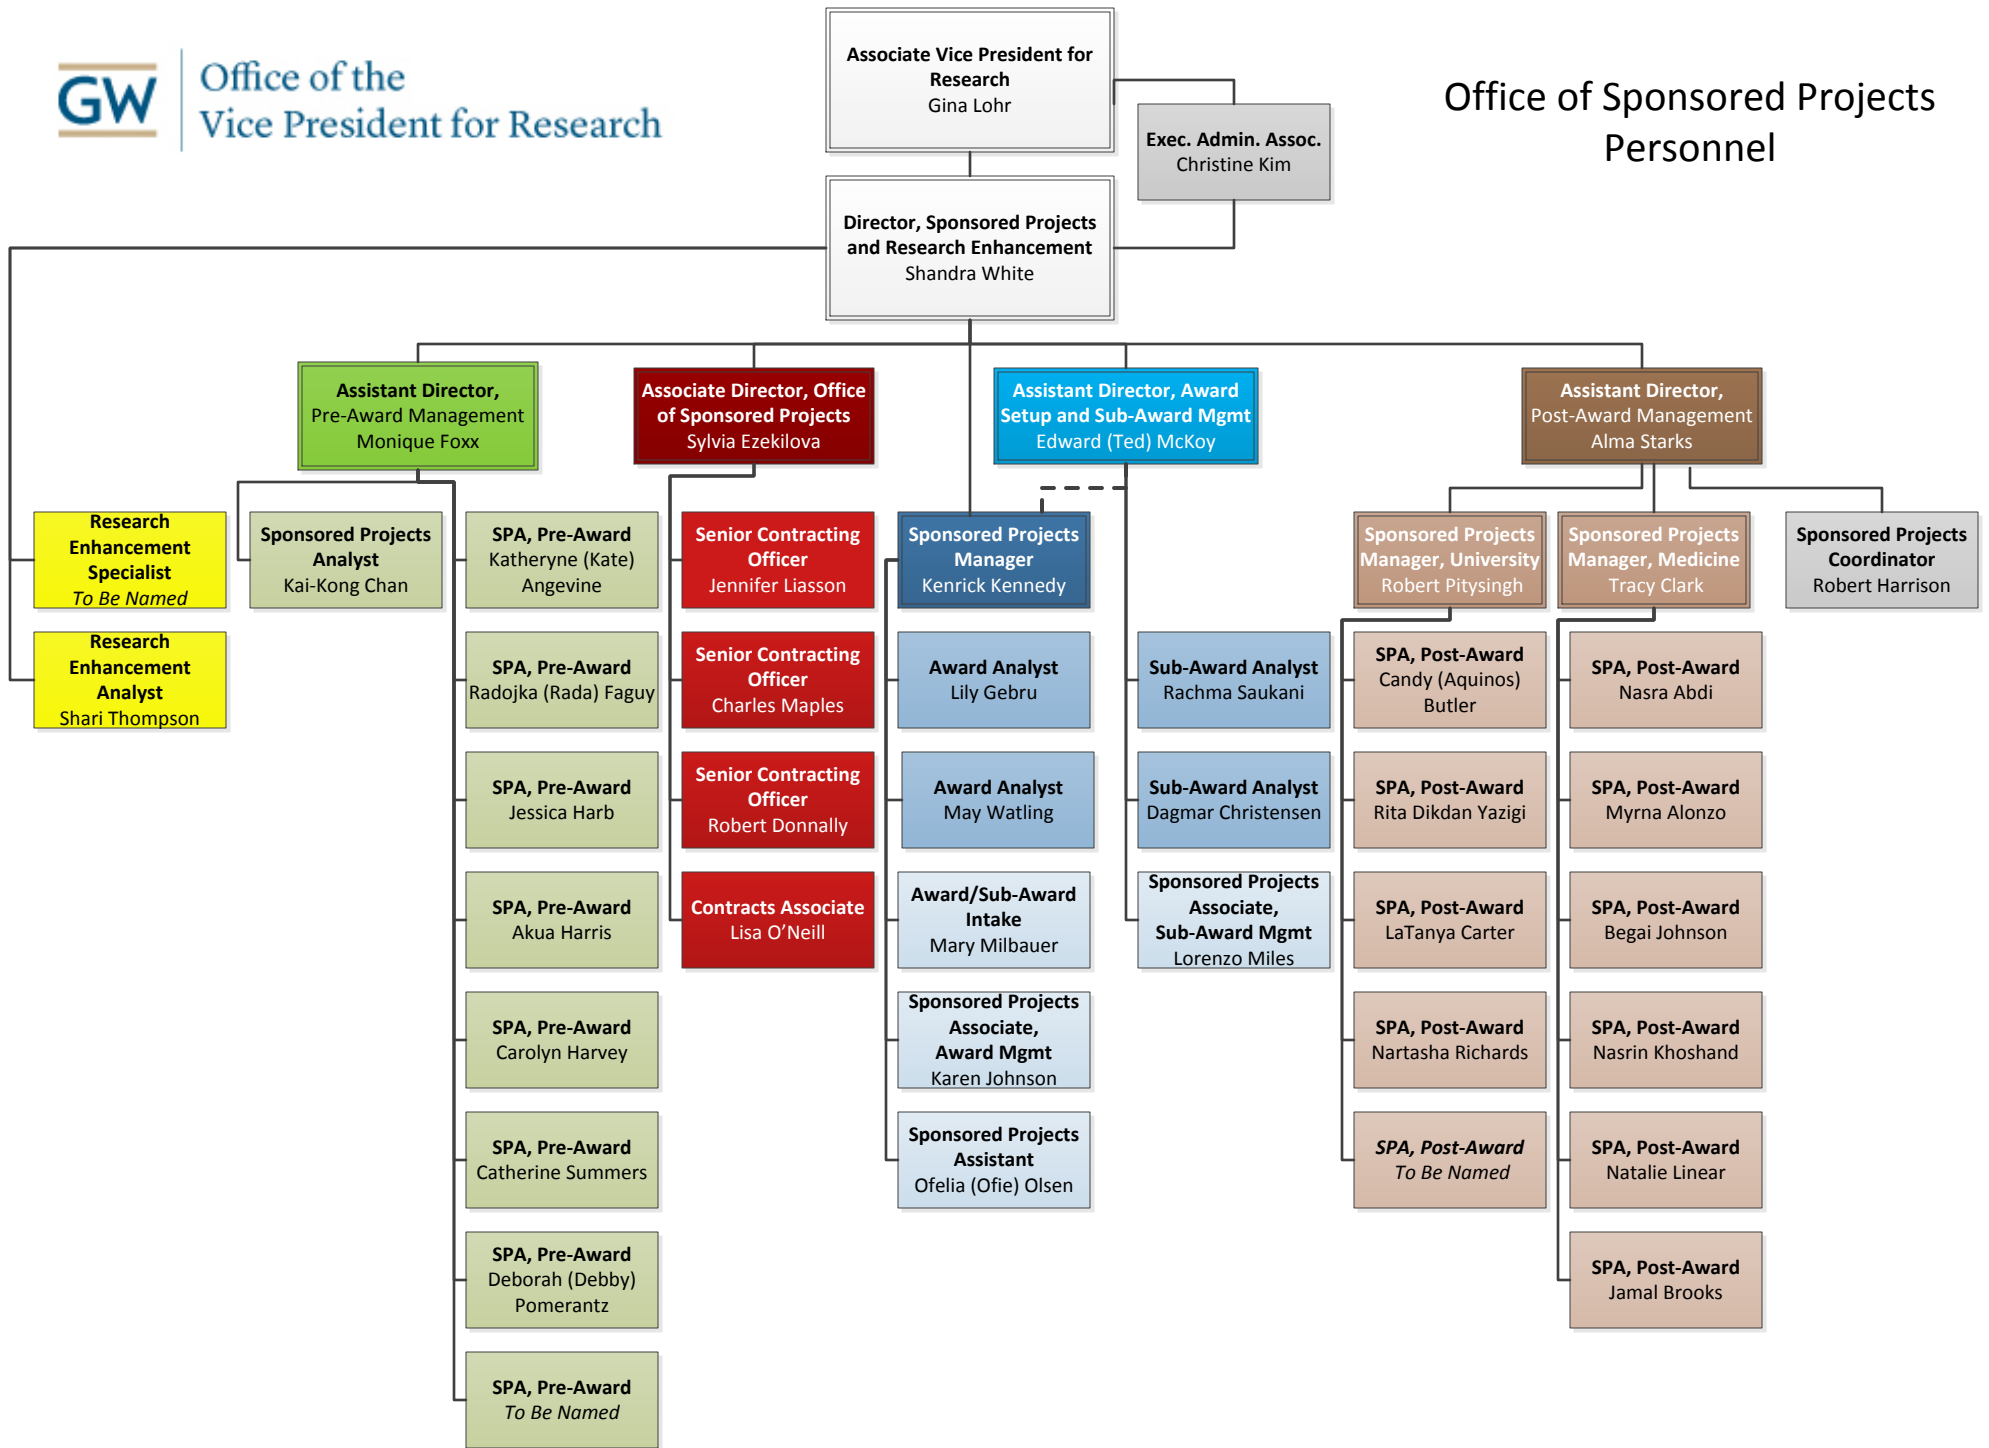 GW
Office of the
Vice President for Research
Office of Sponsored Projects
Personnel
Associate Vice President for
Research
Gina Lohr
Exec. Admin. Assoc.
Christine Kim
Director, Sponsored Projects
and Research Enhancement
Shandra White
Assistant Director,
Pre-Award Management
Monique Foxx
Associate Director, Office
of Sponsored Projects
Sylvia Ezekilova
Assistant Director, Award
Setup and Sub-Award Mgmt
Edward (Ted) McKoy
Assistant Director,
Post-Award Management
Alma Starks
Research
Enhancement
Specialist
To Be Named
Research
Enhancement
Analyst
Shari Thompson
Sponsored Projects
Analyst
Kai-Kong Chan
SPA, Pre-Award
Katheryne (Kate)
Angevine
SPA, Pre-Award
Radojka (Rada) Faguy
SPA, Pre-Award
Jessica Harb
SPA, Pre-Award
Akua Harris
SPA, Pre-Award
Carolyn Harvey
SPA, Pre-Award
Catherine Summers
SPA, Pre-Award
Deborah (Debby)
Pomerantz
SPA, Pre-Award
To Be Named
Senior Contracting
Officer
Jennifer Liasson
Senior Contracting
Officer
Charles Maples
Senior Contracting
Officer
Robert Donnally
Contracts Associate
Lisa O’Neill
Sponsored Projects
Manager
Kenrick Kennedy
Award Analyst
Lily Gebru
Award Analyst
May Watling
Award/Sub-Award
Intake
Mary Milbauer
Sponsored Projects
Associate,
Award Mgmt
Karen Johnson
Sponsored Projects
Assistant
Ofelia (Ofie) Olsen
Sub-Award Analyst
Rachma Saukani
Sub-Award Analyst
Dagmar Christensen
Sponsored Projects
Associate,
Sub-Award Mgmt
Lorenzo Miles
Sponsored Projects
Manager, University
Robert Pitysingh
SPA, Post-Award
Candy (Aquinos)
Butler
SPA, Post-Award
Rita Dikdan Yazigi
SPA, Post-Award
LaTanya Carter
SPA, Post-Award
Nartasha Richards
SPA, Post-Award
To Be Named
Sponsored Projects
Manager, Medicine
Tracy Clark
SPA, Post-Award
Nasra Abdi
SPA, Post-Award
Myrna Alonzo
SPA, Post-Award
Begai Johnson
SPA, Post-Award
Nasrin Khoshand
SPA, Post-Award
Natalie Linear
SPA, Post-Award
Jamal Brooks
Sponsored Projects
Coordinator
Robert Harrison